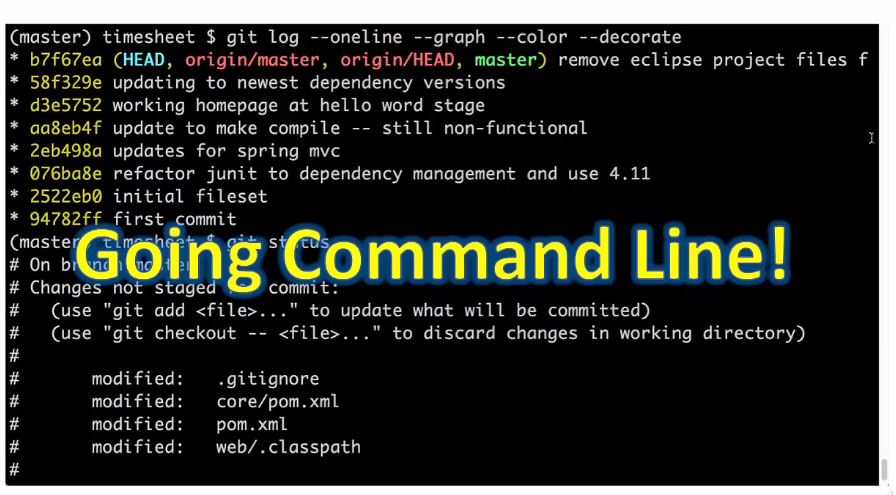 (master) timesheet $ git log --oneline --graph --color --decorate
* b7f67ea (HEAD, origin/master, origin/HEAD, master) remove eclipse project files f
* 58f329e updating to newest dependency versions
* d3e5752 working homepage at hello word stage
* aa8eb4f update to make compile -- still non-functional
* 2eb498a updates for spring mvc
* 076ba8e refactor junit to dependency management and use 4.11
* 2522eb0 initial fileset
* 94782ff first commit
(master) timesheet $ git status
Going Command Line!
# On branch master
# Changes not staged for commit:
#   (use "git add <file>..." to update what will be committed)
#   (use "git checkout -- <file>..." to discard changes in working directory)
#
#       modified:   .gitignore
#       modified:   core/pom.xml
#       modified:   pom.xml
#       modified:   web/.classpath
#